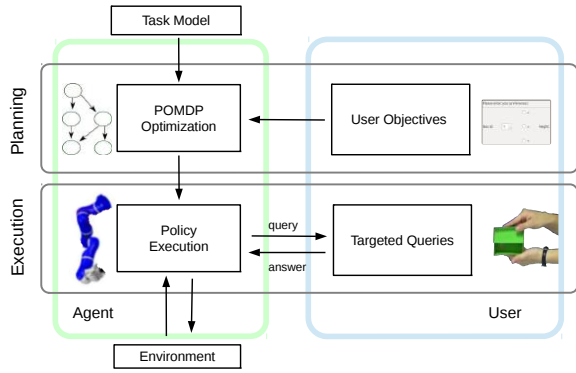 Task Model
Planning
POMDP
Optimization
User Objectives
Execution
Policy
Execution
query
answer
Targeted Queries
Agent
User
Environment